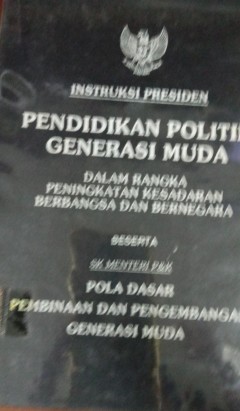 INSTRUKSI PRESIDEN
PENDIDIKAN POLITI
GENERASI MUDA
DALAM RANGKA
PENINGKATAN KESADARAN
BERBANGSA DAN BERNEGARA
BESERTA
SK MENTERI P&K
POLA DASAR
PEMBINAAN DAN PENGEMBANGA
GENERASI MUDA